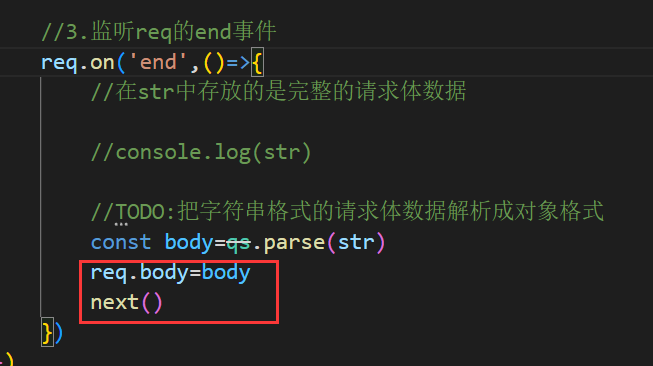 //3.监听req的end事件
req.on('end',()=>{
//在str中存放的是完整的请求体数据
//console.log(str)
//TODO:把字符串格式的请求体数据解析成对象格式
const body=qs.parse(str)
req.body=body
next()
})
)